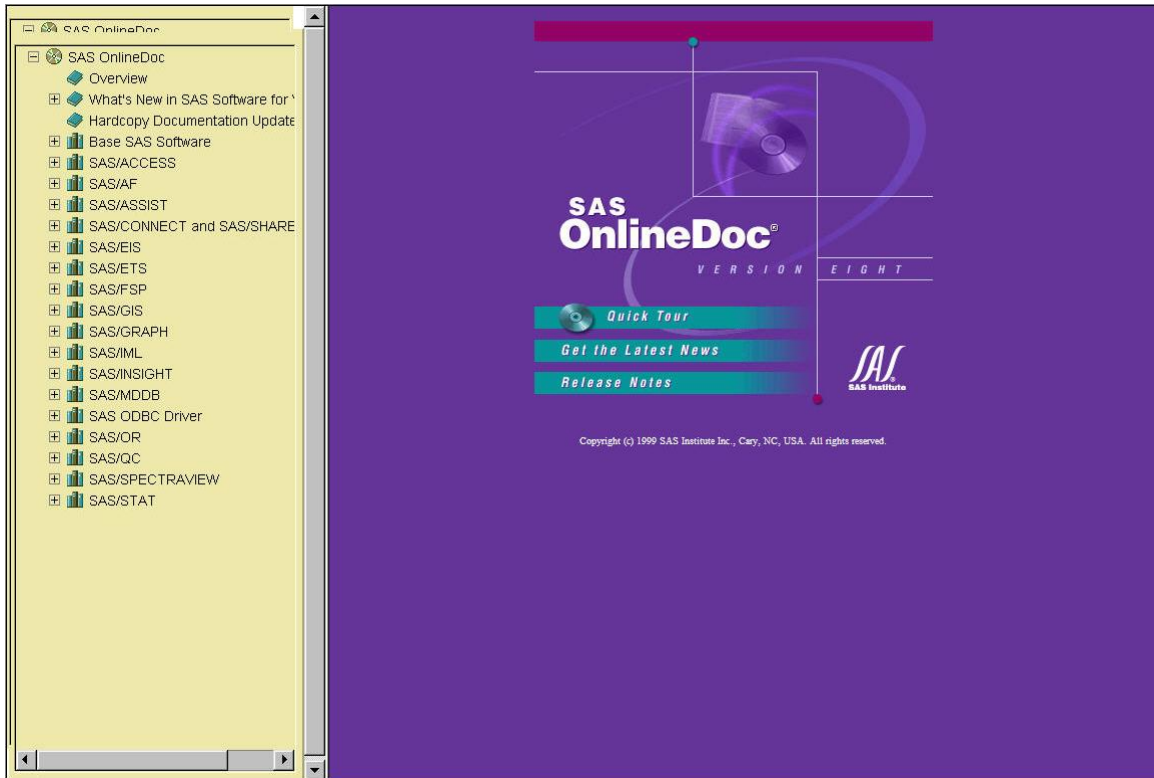 SAS OnlineDoc
SAS OnlineDoc
Overview
What's New in SAS Software for
Hardcopy Documentation Update
Base SAS Software
SAS/ACCESS
SAS/AF
SAS/ASSIST
SAS/CONNECT and SAS/SHARE
SAS/EIS
SAS/ETS
SAS/FSP
SAS/GIS
SAS/GRAPH
SAS/IML
SAS/INSIGHT
SAS/MDDB
SAS ODBC Driver
SAS/OR
SAS/QC
SAS/SPECTRAVIEW
SAS/STAT
SAS
OnlineDoc®
VERSION EIGHT
Quick Tour
Get the Latest News
Release Notes
SAS®
SAS Institute
Copyright (c) 1999 SAS Institute Inc., Cary, NC, USA. All rights reserved.